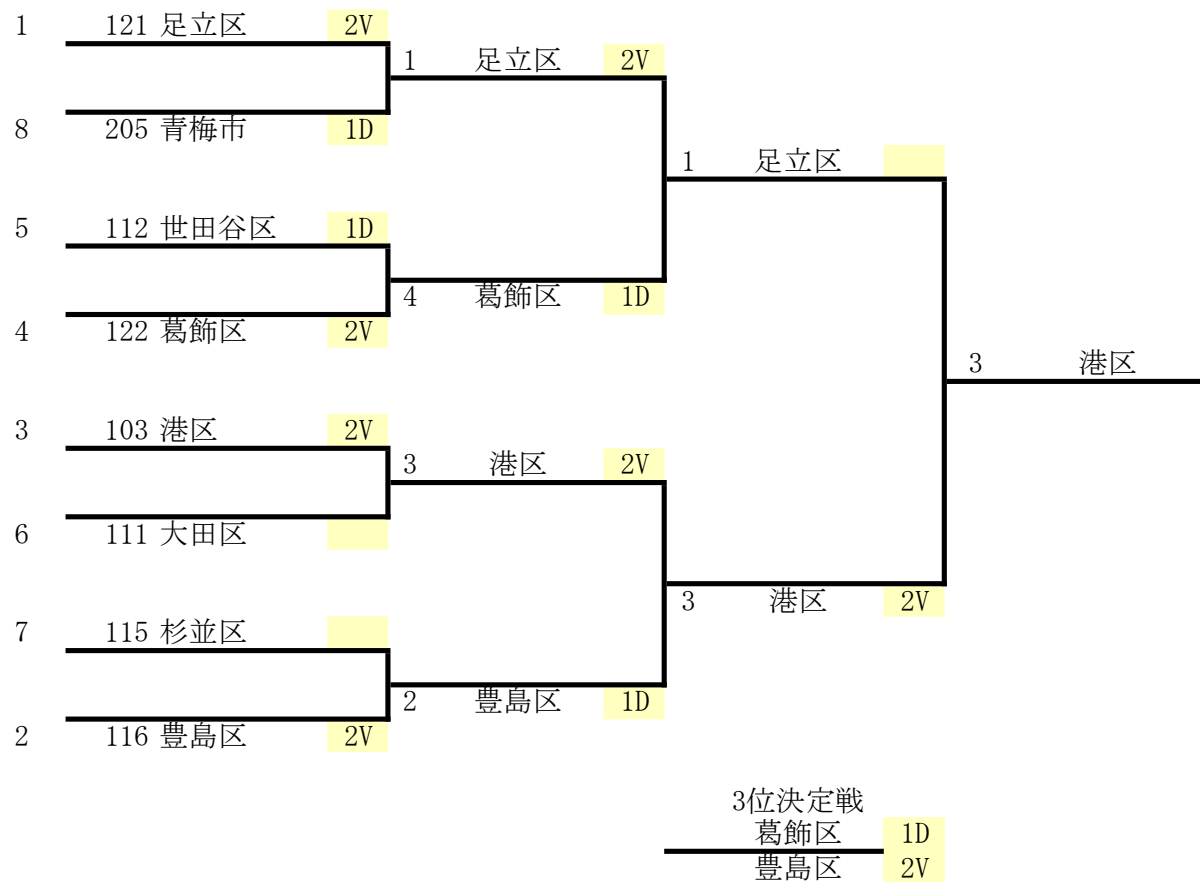 1 121 足立区 2V
1 足立区 2V
8 205 青梅市 1D
1 足立区
5 112 世田谷区 1D
4 葛飾区 1D
4 122 葛飾区 2V
3 港区
3 103 港区 2V
3 港区 2V
6 111 大田区
3 港区 2V
7 115 杉並区
2 豊島区 1D
2 116 豊島区 2V
3位決定戦
葛飾区 1D
豊島区 2V